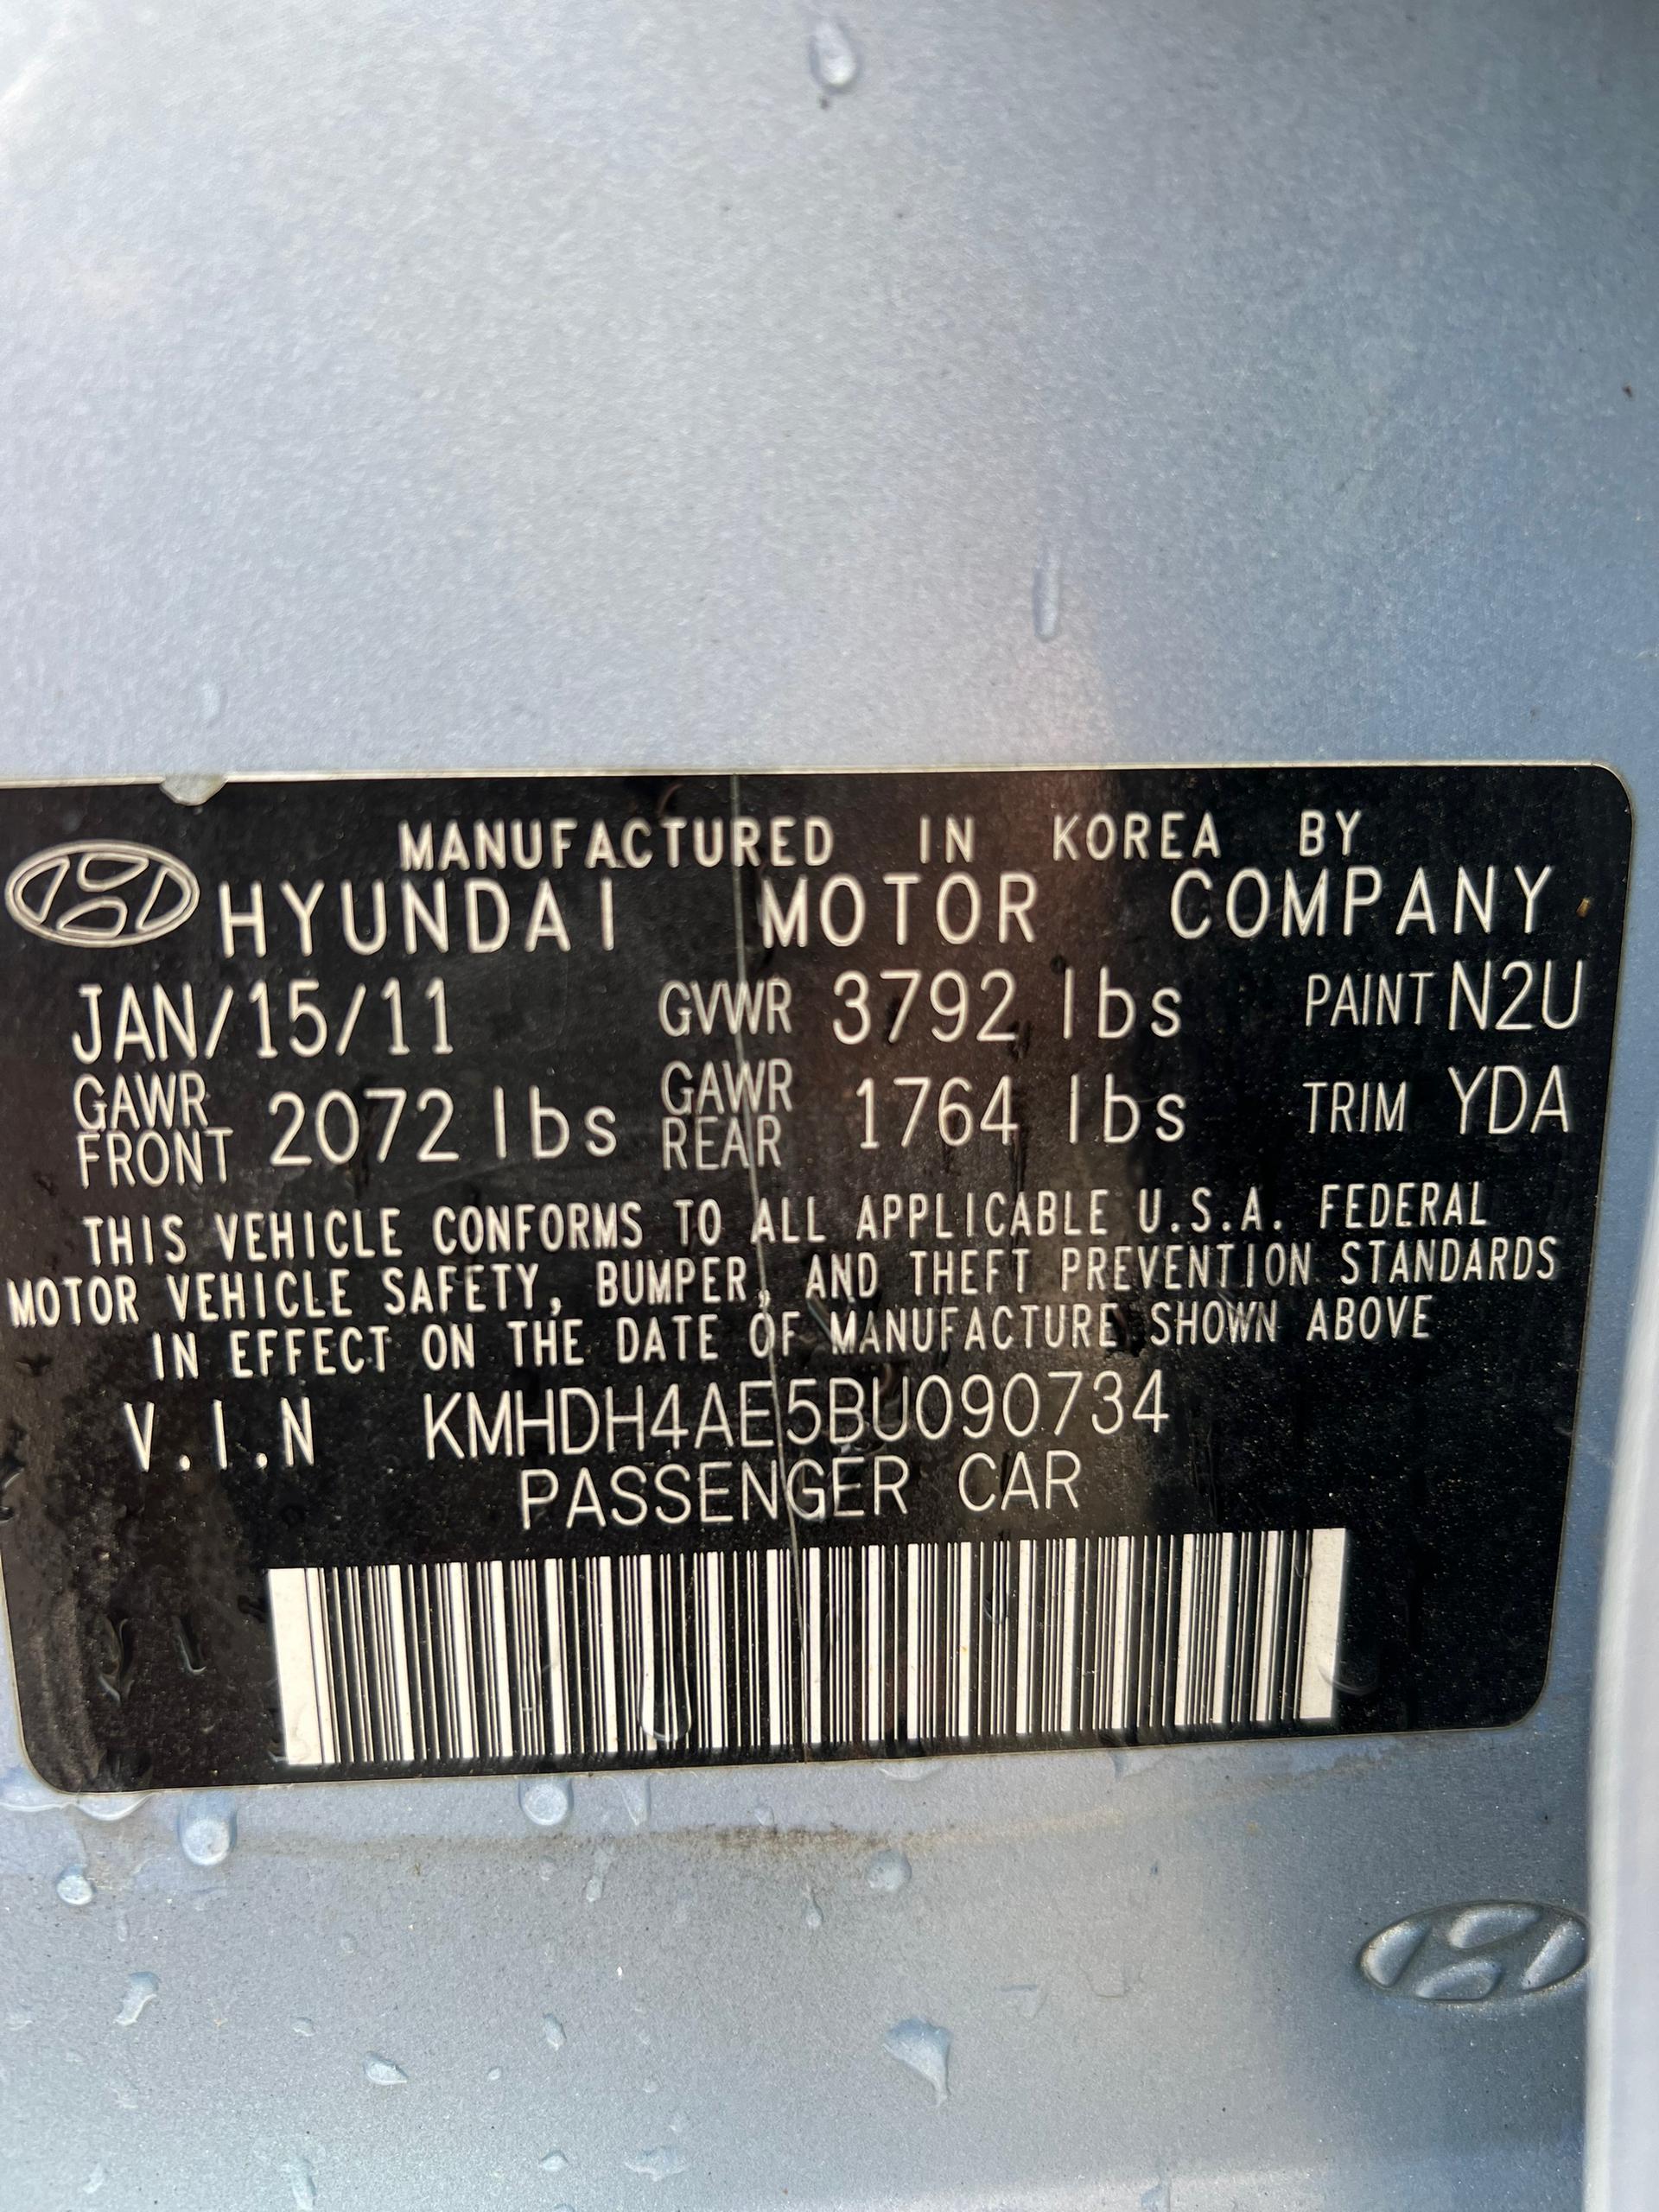 MANUFACTURED IN KOREA BY
HYUNDAI MOTOR COMPANY
JAN/15/11 GVWR 3792 lbs PAINT N2U
GAWR FRONT 2072 lbs GAWR REAR 1764 lbs TRIM YDA
THIS VEHICLE CONFORMS TO ALL APPLICABLE U.S.A. FEDERAL
MOTOR VEHICLE SAFETY, BUMPER, AND THEFT PREVENTION STANDARDS
IN EFFECT ON THE DATE OF MANUFACTURE SHOWN ABOVE
V.I.N KMHDH4AE5BU090734
PASSENGER CAR